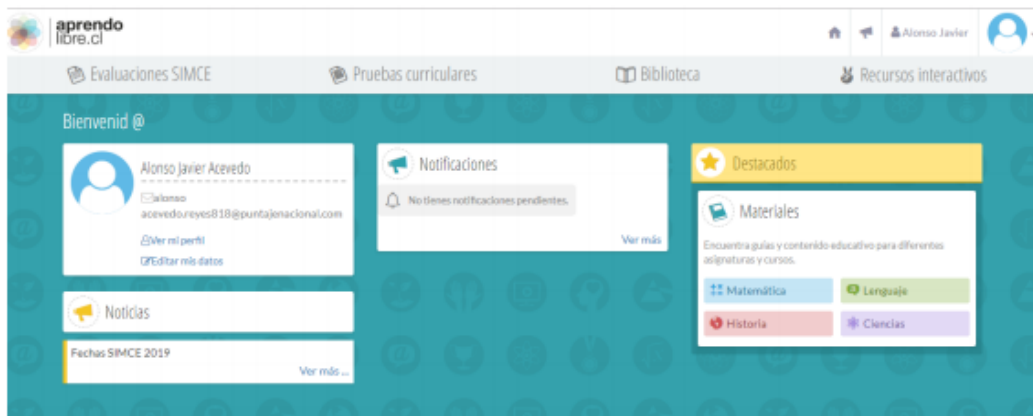 aprendo
libre.cl
Alonso Javier
Evaluaciones SIMCE
Pruebas curriculares
Biblioteca
Recursos interactivos
Bienvenid @
Alonso Javier Acevedo
alonso
acevedo.reyes818@puntajenacional.com
Ver mi perfil
Editar mis datos
Noticias
Fechas SIMCE 2019
Ver más ...
Notificaciones
No tienes notificaciones pendientes.
Ver más
Destacados
Materiales
Encuentra guías y contenido educativo para diferentes
asignaturas y cursos.
Matemática
Lenguaje
Historia
Ciencias